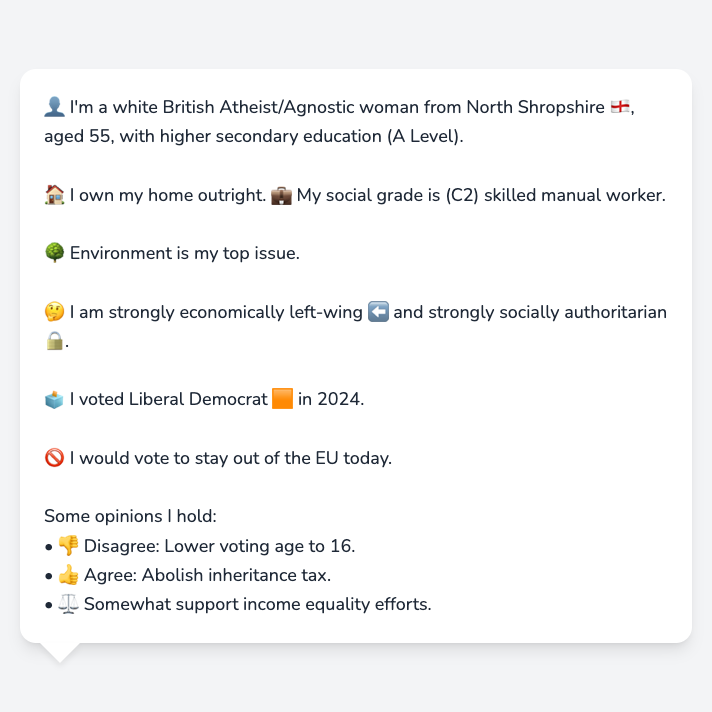 👤 I'm a white British Atheist/Agnostic woman from North Shropshire 🏴󠁧󠁢󠁥󠁮󠁧󠁿,
aged 55, with higher secondary education (A Level).
🏠 I own my home outright. 💼 My social grade is (C2) skilled manual worker.
🌳 Environment is my top issue.
🤔 I am strongly economically left-wing ⬅️ and strongly socially authoritarian
🔒.
🗳️ I voted Liberal Democrat 🟧 in 2024.
🚫 I would vote to stay out of the EU today.
Some opinions I hold:
• 👎 Disagree: Lower voting age to 16.
• 👍 Agree: Abolish inheritance tax.
• ⚖️ Somewhat support income equality efforts.